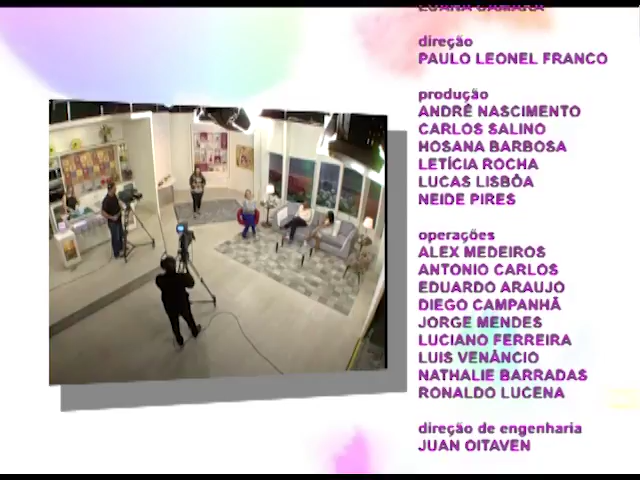 direção
PAULO LEONEL FRANCO
produção
ANDRÊ NASCIMENTO
CARLOS SALINO
HOSANA BARBOSA
LETÍCIA ROCHA
LUCAS LISBÔA
NEIDE PIRES
operações
ALEX MEDEIROS
ANTONIO CARLOS
EDUARDO ARAUJO
DIEGO CAMPANHÃ
JORGE MENDES
LUCIANO FERREIRA
LUIS VENÂNCIO
NATHALIE BARRADAS
RONALDO LUCENA
direção de engenharia
JUAN OITAVEN